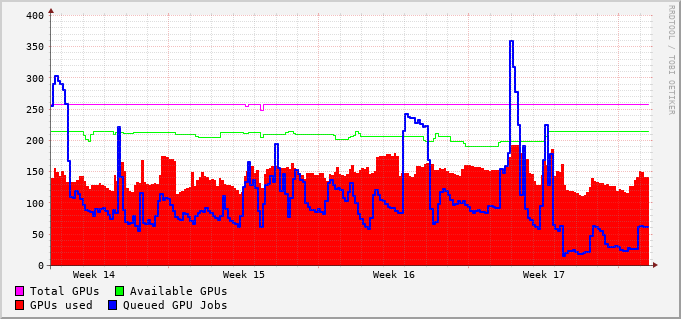 400
350
300
250
200
150
100
50
0
Week 14 Week 15 Week 16 Week 17
Total GPUs Available GPUs
GPUs used Queued GPU Jobs
RRDTOOL / TOBI OETIKER